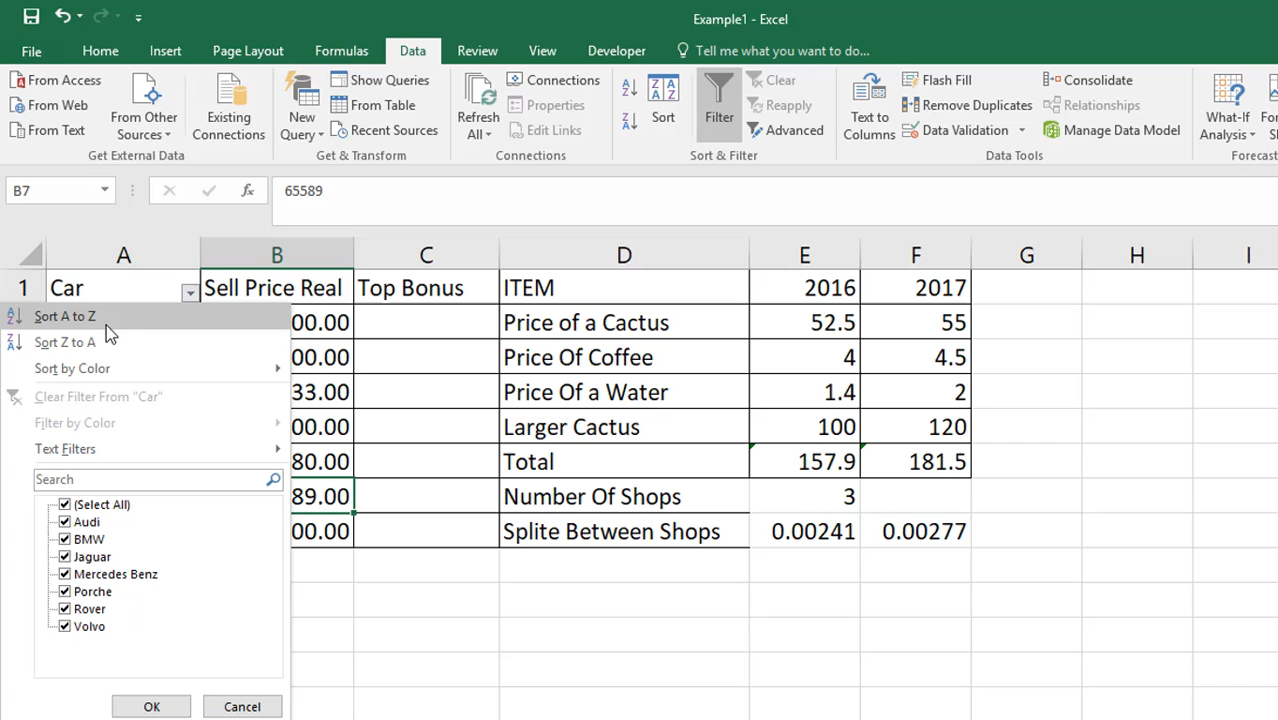 Example1 - Excel
File Home Insert Page Layout Formulas Data Review View Developer Tell me what you want to do...
From Access
From Web
From Text
From Other Sources
Existing Connections
Get External Data
New Query
Show Queries
From Table
Recent Sources
Get & Transform
Refresh All
Connections
Properties
Edit Links
Connections
Sort
Filter
Clear
Reapply
Advanced
Sort & Filter
Text to Columns
Flash Fill
Remove Duplicates
Data Validation
Consolidate
Relationships
Manage Data Model
Data Tools
What-If Analysis
B7 fx 65589
A B C D E F G H I
1 Car Sell Price Real Top Bonus ITEM 2016 2017
00.00 Price of a Cactus 52.5 55
00.00 Price Of Coffee 4 4.5
33.00 Price Of a Water 1.4 2
00.00 Larger Cactus 100 120
80.00 Total 157.9 181.5
89.00 Number Of Shops 3
00.00 Splite Between Shops 0.00241 0.00277
Sort A to Z
Sort Z to A
Sort by Color
Clear Filter From "Car"
Filter by Color
Text Filters
Search
(Select All)
Audi
BMW
Jaguar
Mercedes Benz
Porche
Rover
Volvo
OK Cancel